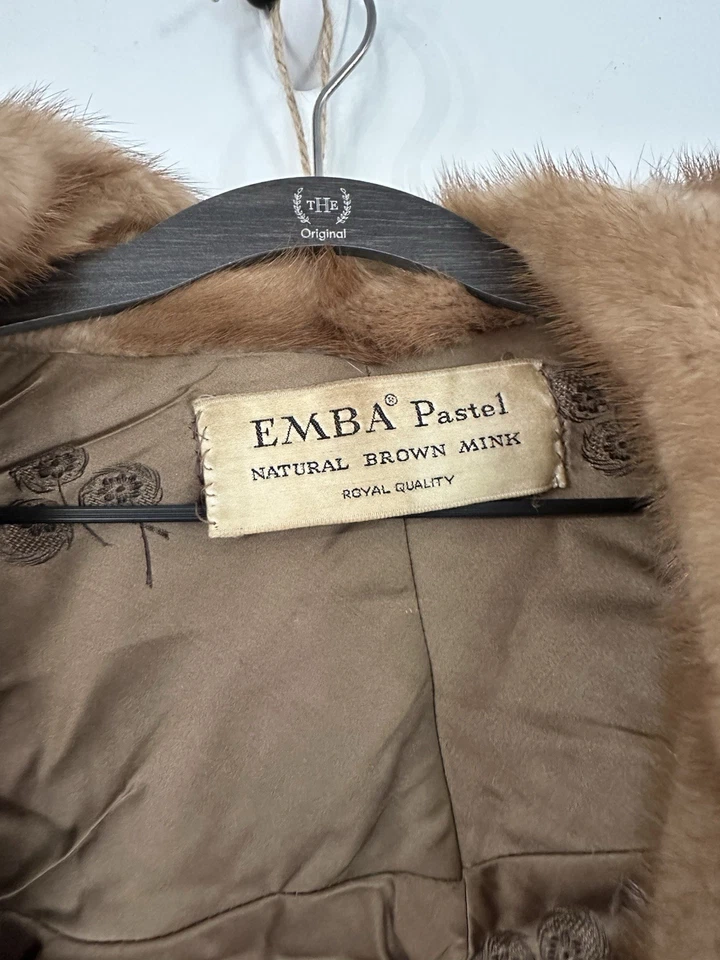 THE
Original
EMBA® Pastel
NATURAL BROWN MINK
ROYAL QUALITY